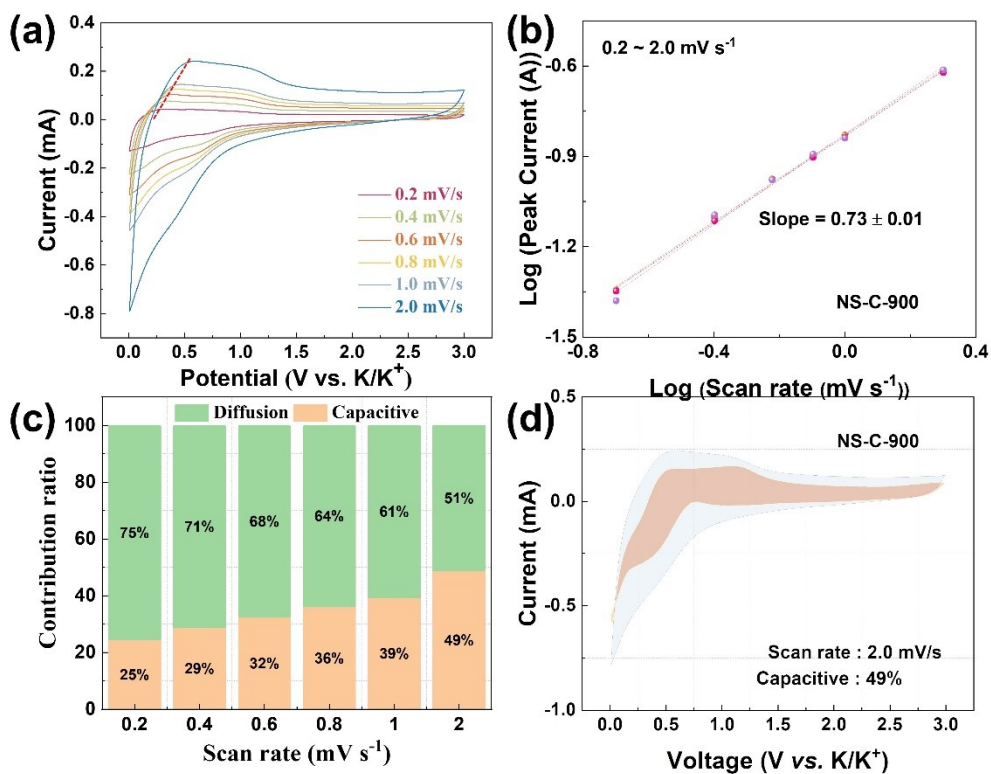 (a)
0.4
0.2
0.0
-0.2
-0.4
-0.6
-0.8
Current (mA)
0.2 mV/s
0.4 mV/s
0.6 mV/s
0.8 mV/s
1.0 mV/s
2.0 mV/s
0.0 0.5 1.0 1.5 2.0 2.5 3.0
Potential (V vs. K/K⁺)
(b)
0.2 ~ 2.0 mV s⁻¹
-0.6
-0.9
-1.2
-1.5
Log (Peak Current (A))
Slope = 0.73 ± 0.01
NS-C-900
-0.8 -0.4 0.0 0.4
Log (Scan rate (mV s⁻¹))
(c)
Diffusion Capacitive
100
80
60
40
20
0
Contribution ratio
75% 71% 68% 64% 61% 51%
25% 29% 32% 36% 39% 49%
0.2 0.4 0.6 0.8 1 2
Scan rate (mV s⁻¹)
(d)
NS-C-900
0.5
0.0
-0.5
-1.0
Current (mA)
Scan rate : 2.0 mV/s
Capacitive : 49%
0.0 0.5 1.0 1.5 2.0 2.5 3.0
Voltage (V vs. K/K⁺)